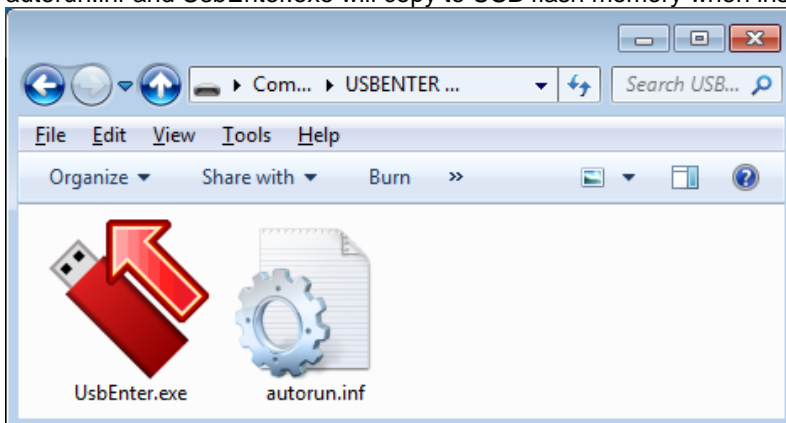 autorun.inf and UsbEnter.exe will copy to USB flash memory when ins
Com... USBENTER ... Search USB...
File Edit View Tools Help
Organize Share with Burn »
UsbEnter.exe autorun.inf